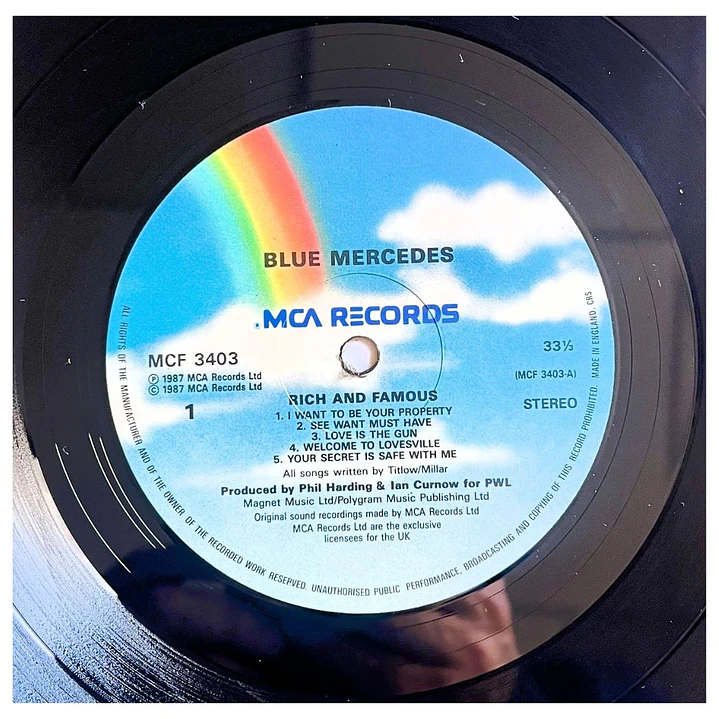 BLUE MERCEDES
MCA RECORDS
MCF 3403
℗ 1987 MCA Records Ltd
© 1987 MCA Records Ltd
1
33⅓
(MCF 3403-A)
STEREO
RICH AND FAMOUS
1. I WANT TO BE YOUR PROPERTY
2. SEE WANT MUST HAVE
3. LOVE IS THE GUN
4. WELCOME TO LOVESVILLE
5. YOUR SECRET IS SAFE WITH ME
All songs written by Titlow/Millar
Produced by Phil Harding & Ian Curnow for PWL
Magnet Music Ltd/Polygram Music Publishing Ltd
Original sound recordings made by MCA Records Ltd
MCA Records Ltd are the exclusive
licensees for the UK
ALL RIGHTS OF THE MANUFACTURER AND OF THE OWNER OF THE RECORDED WORK RESERVED. UNAUTHORISED PUBLIC PERFORMANCE, BROADCASTING AND COPYING OF THIS RECORD PROHIBITED. MADE IN ENGLAND. CRS